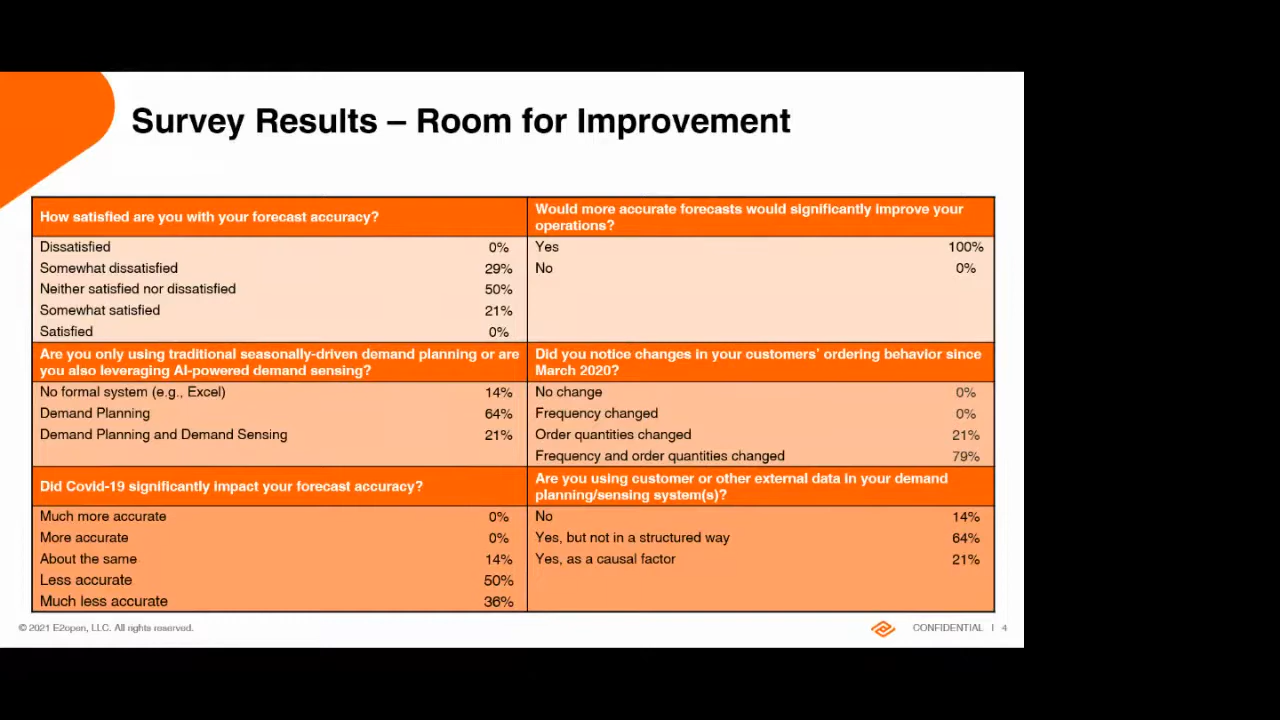 Survey Results – Room for Improvement
How satisfied are you with your forecast accuracy?
Dissatisfied 0%
Somewhat dissatisfied 29%
Neither satisfied nor dissatisfied 50%
Somewhat satisfied 21%
Satisfied 0%
Would more accurate forecasts would significantly improve your
operations?
Yes 100%
No 0%
Are you only using traditional seasonally-driven demand planning or are
you also leveraging AI-powered demand sensing?
No formal system (e.g., Excel) 14%
Demand Planning 64%
Demand Planning and Demand Sensing 21%
Did you notice changes in your customers' ordering behavior since
March 2020?
No change 0%
Frequency changed 0%
Order quantities changed 21%
Frequency and order quantities changed 79%
Did Covid-19 significantly impact your forecast accuracy?
Much more accurate 0%
More accurate 0%
About the same 14%
Less accurate 50%
Much less accurate 36%
Are you using customer or other external data in your demand
planning/sensing system(s)?
No 14%
Yes, but not in a structured way 64%
Yes, as a causal factor 21%
© 2021 E2open, LLC. All rights reserved.
CONFIDENTIAL | 4